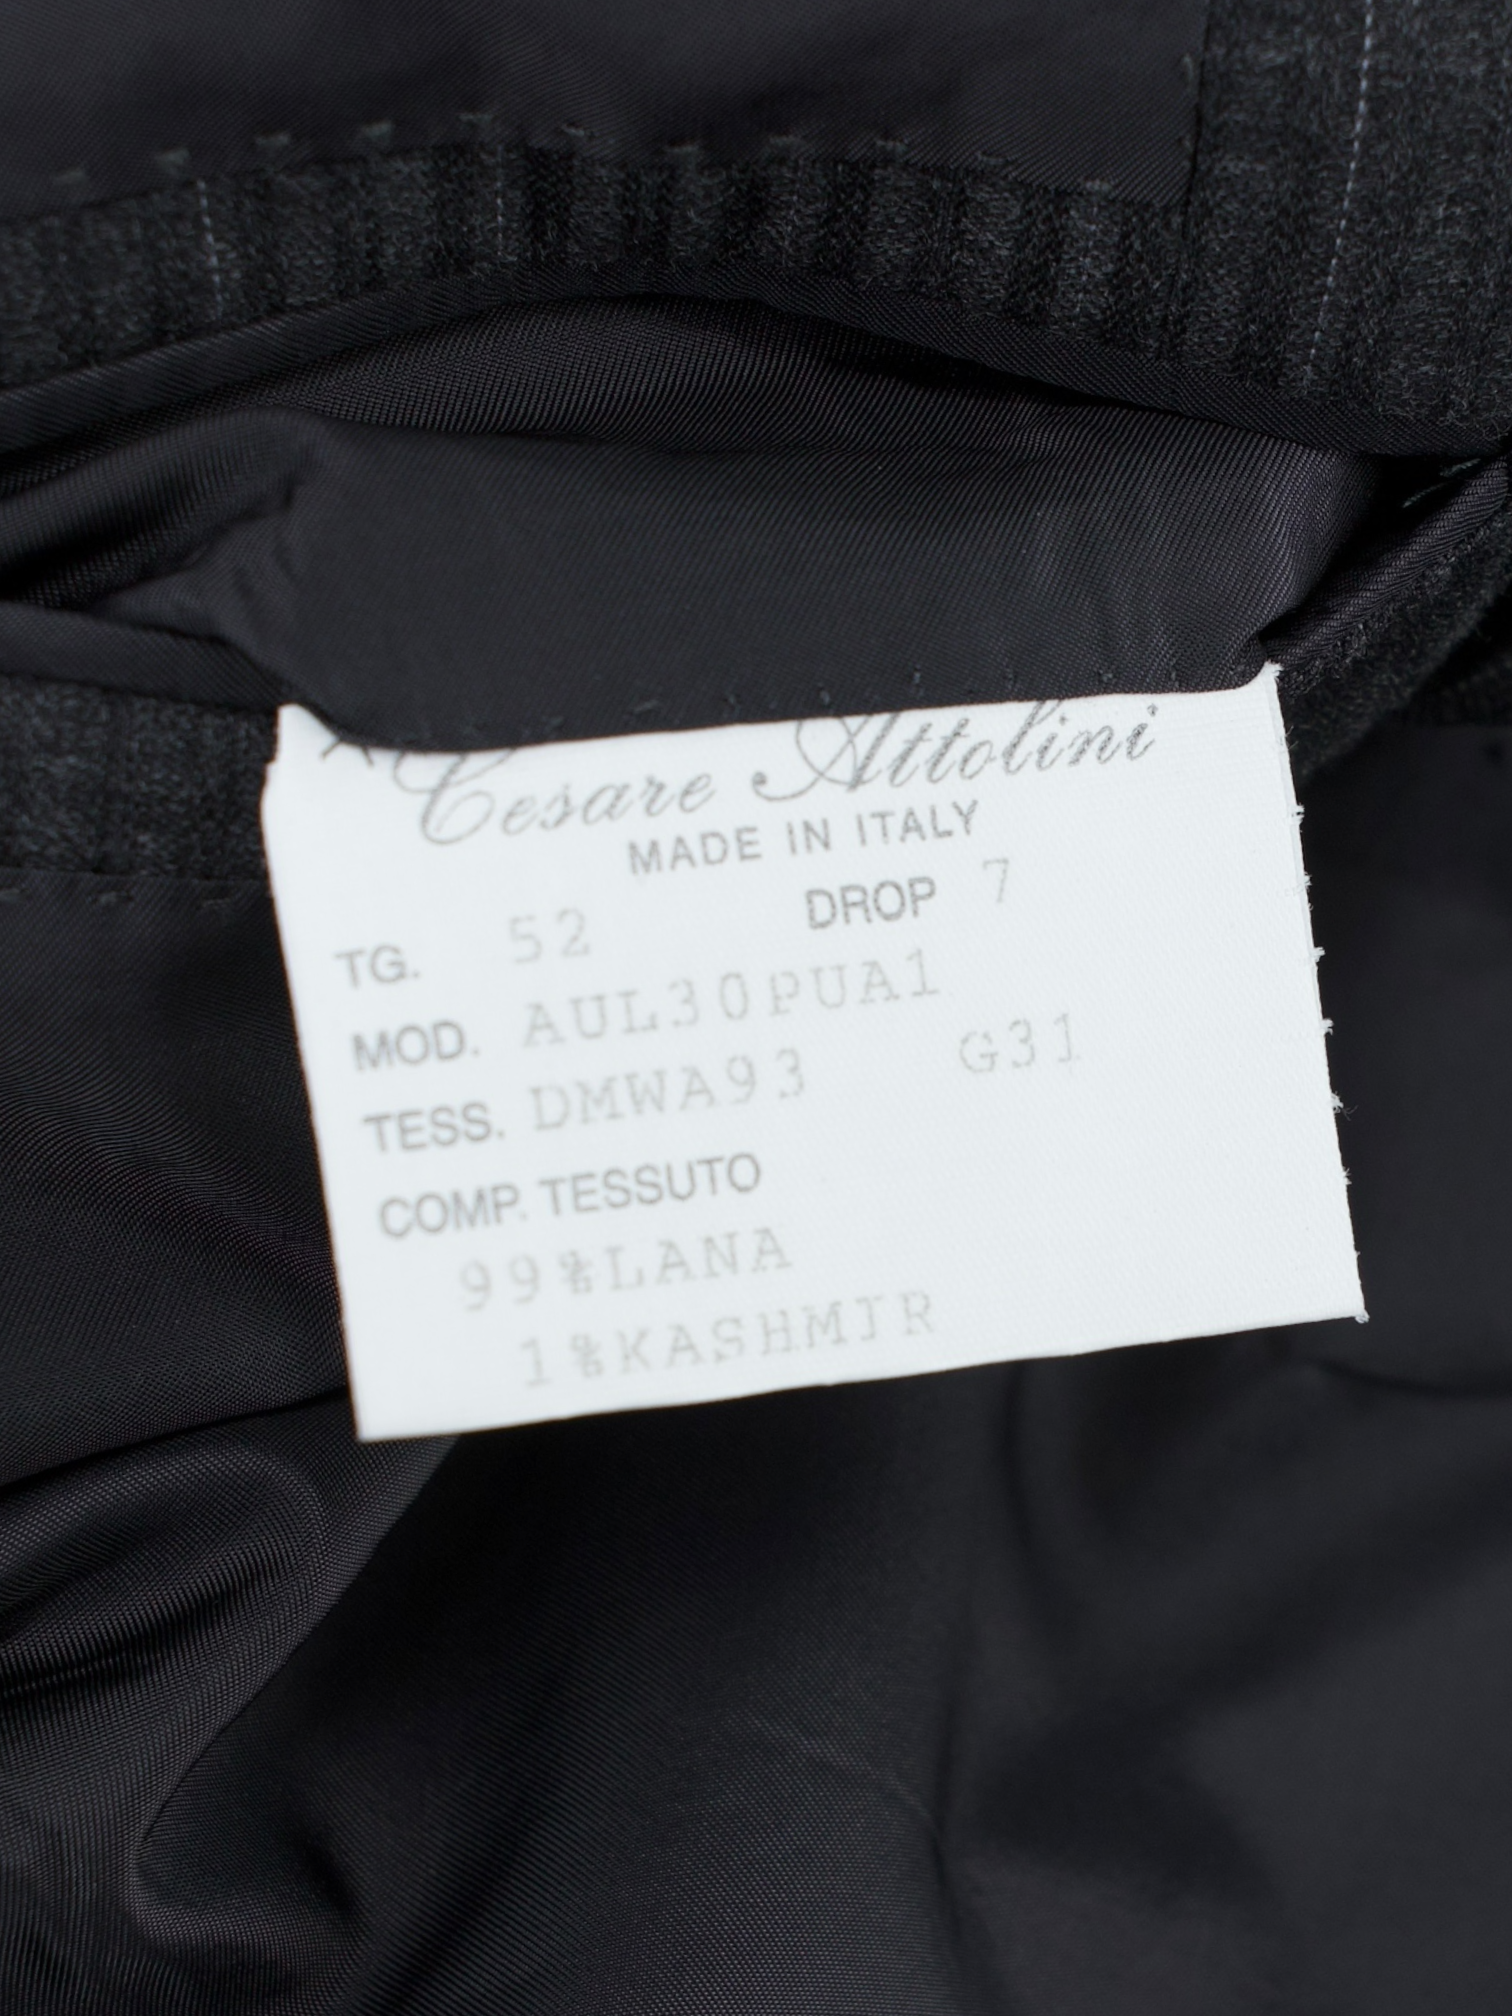 Cesare Attolini
MADE IN ITALY
TG. 52 DROP 7
MOD. AUL30PUA1
TESS. DMWA93 G31
COMP. TESSUTO
99%LANA
1%KASHMIR